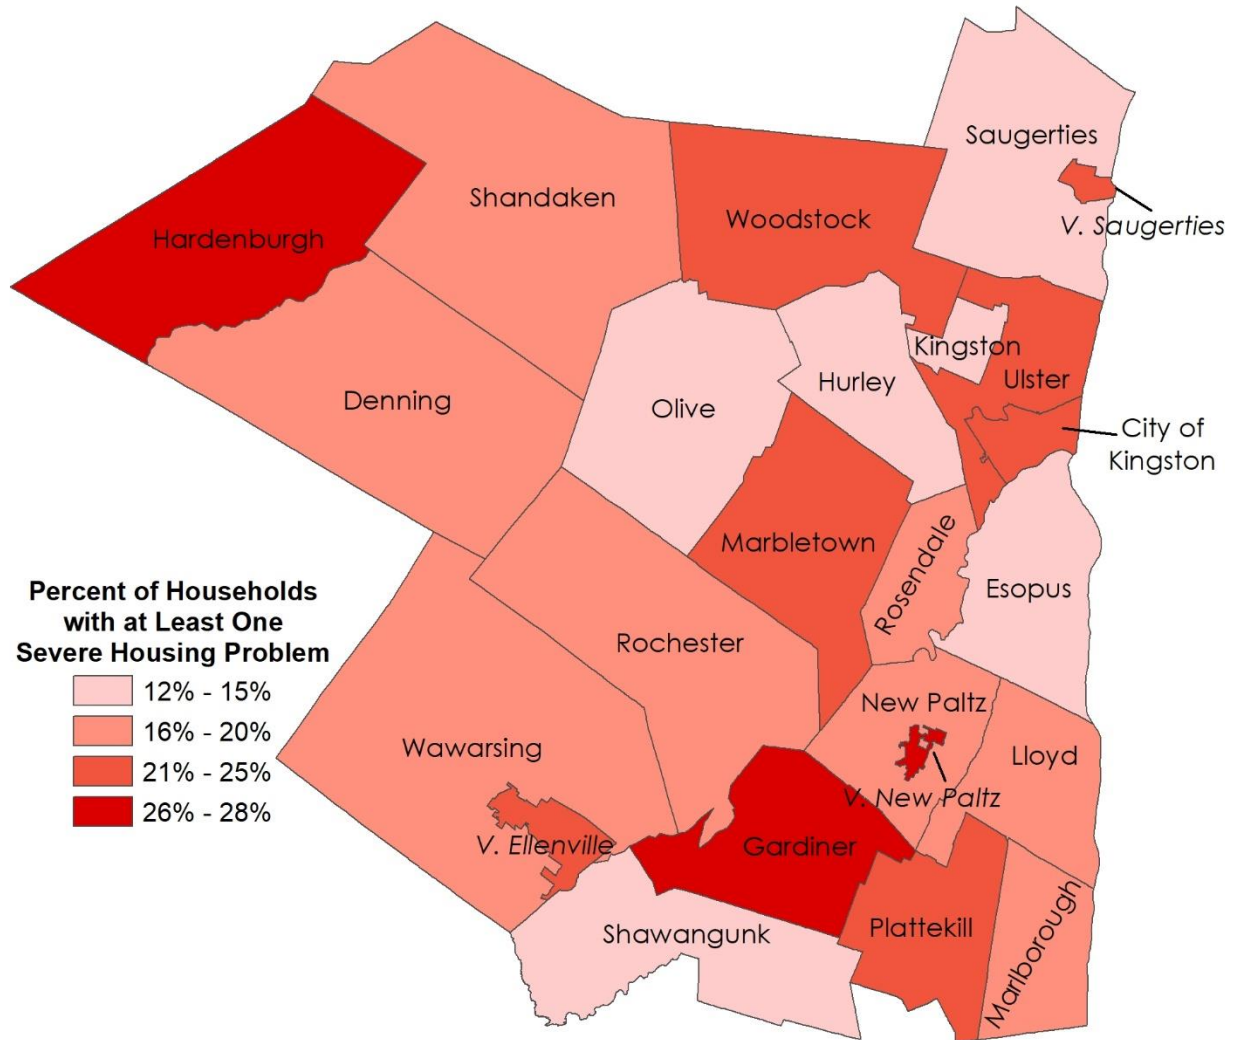 Saugerties
V. Saugerties
Shandaken
Woodstock
Hardenburgh
Kingston
Ulster
Hurley
Denning
Olive
City of
Kingston
Marbletown
Rosendale
Esopus
Percent of Households
with at Least One
Severe Housing Problem
12% - 15%
16% - 20%
21% - 25%
26% - 28%
Rochester
New Paltz
Lloyd
Wawarsing
V. New Paltz
V. Ellenville
Gardiner
Shawangunk
Plattekill
Marlborough